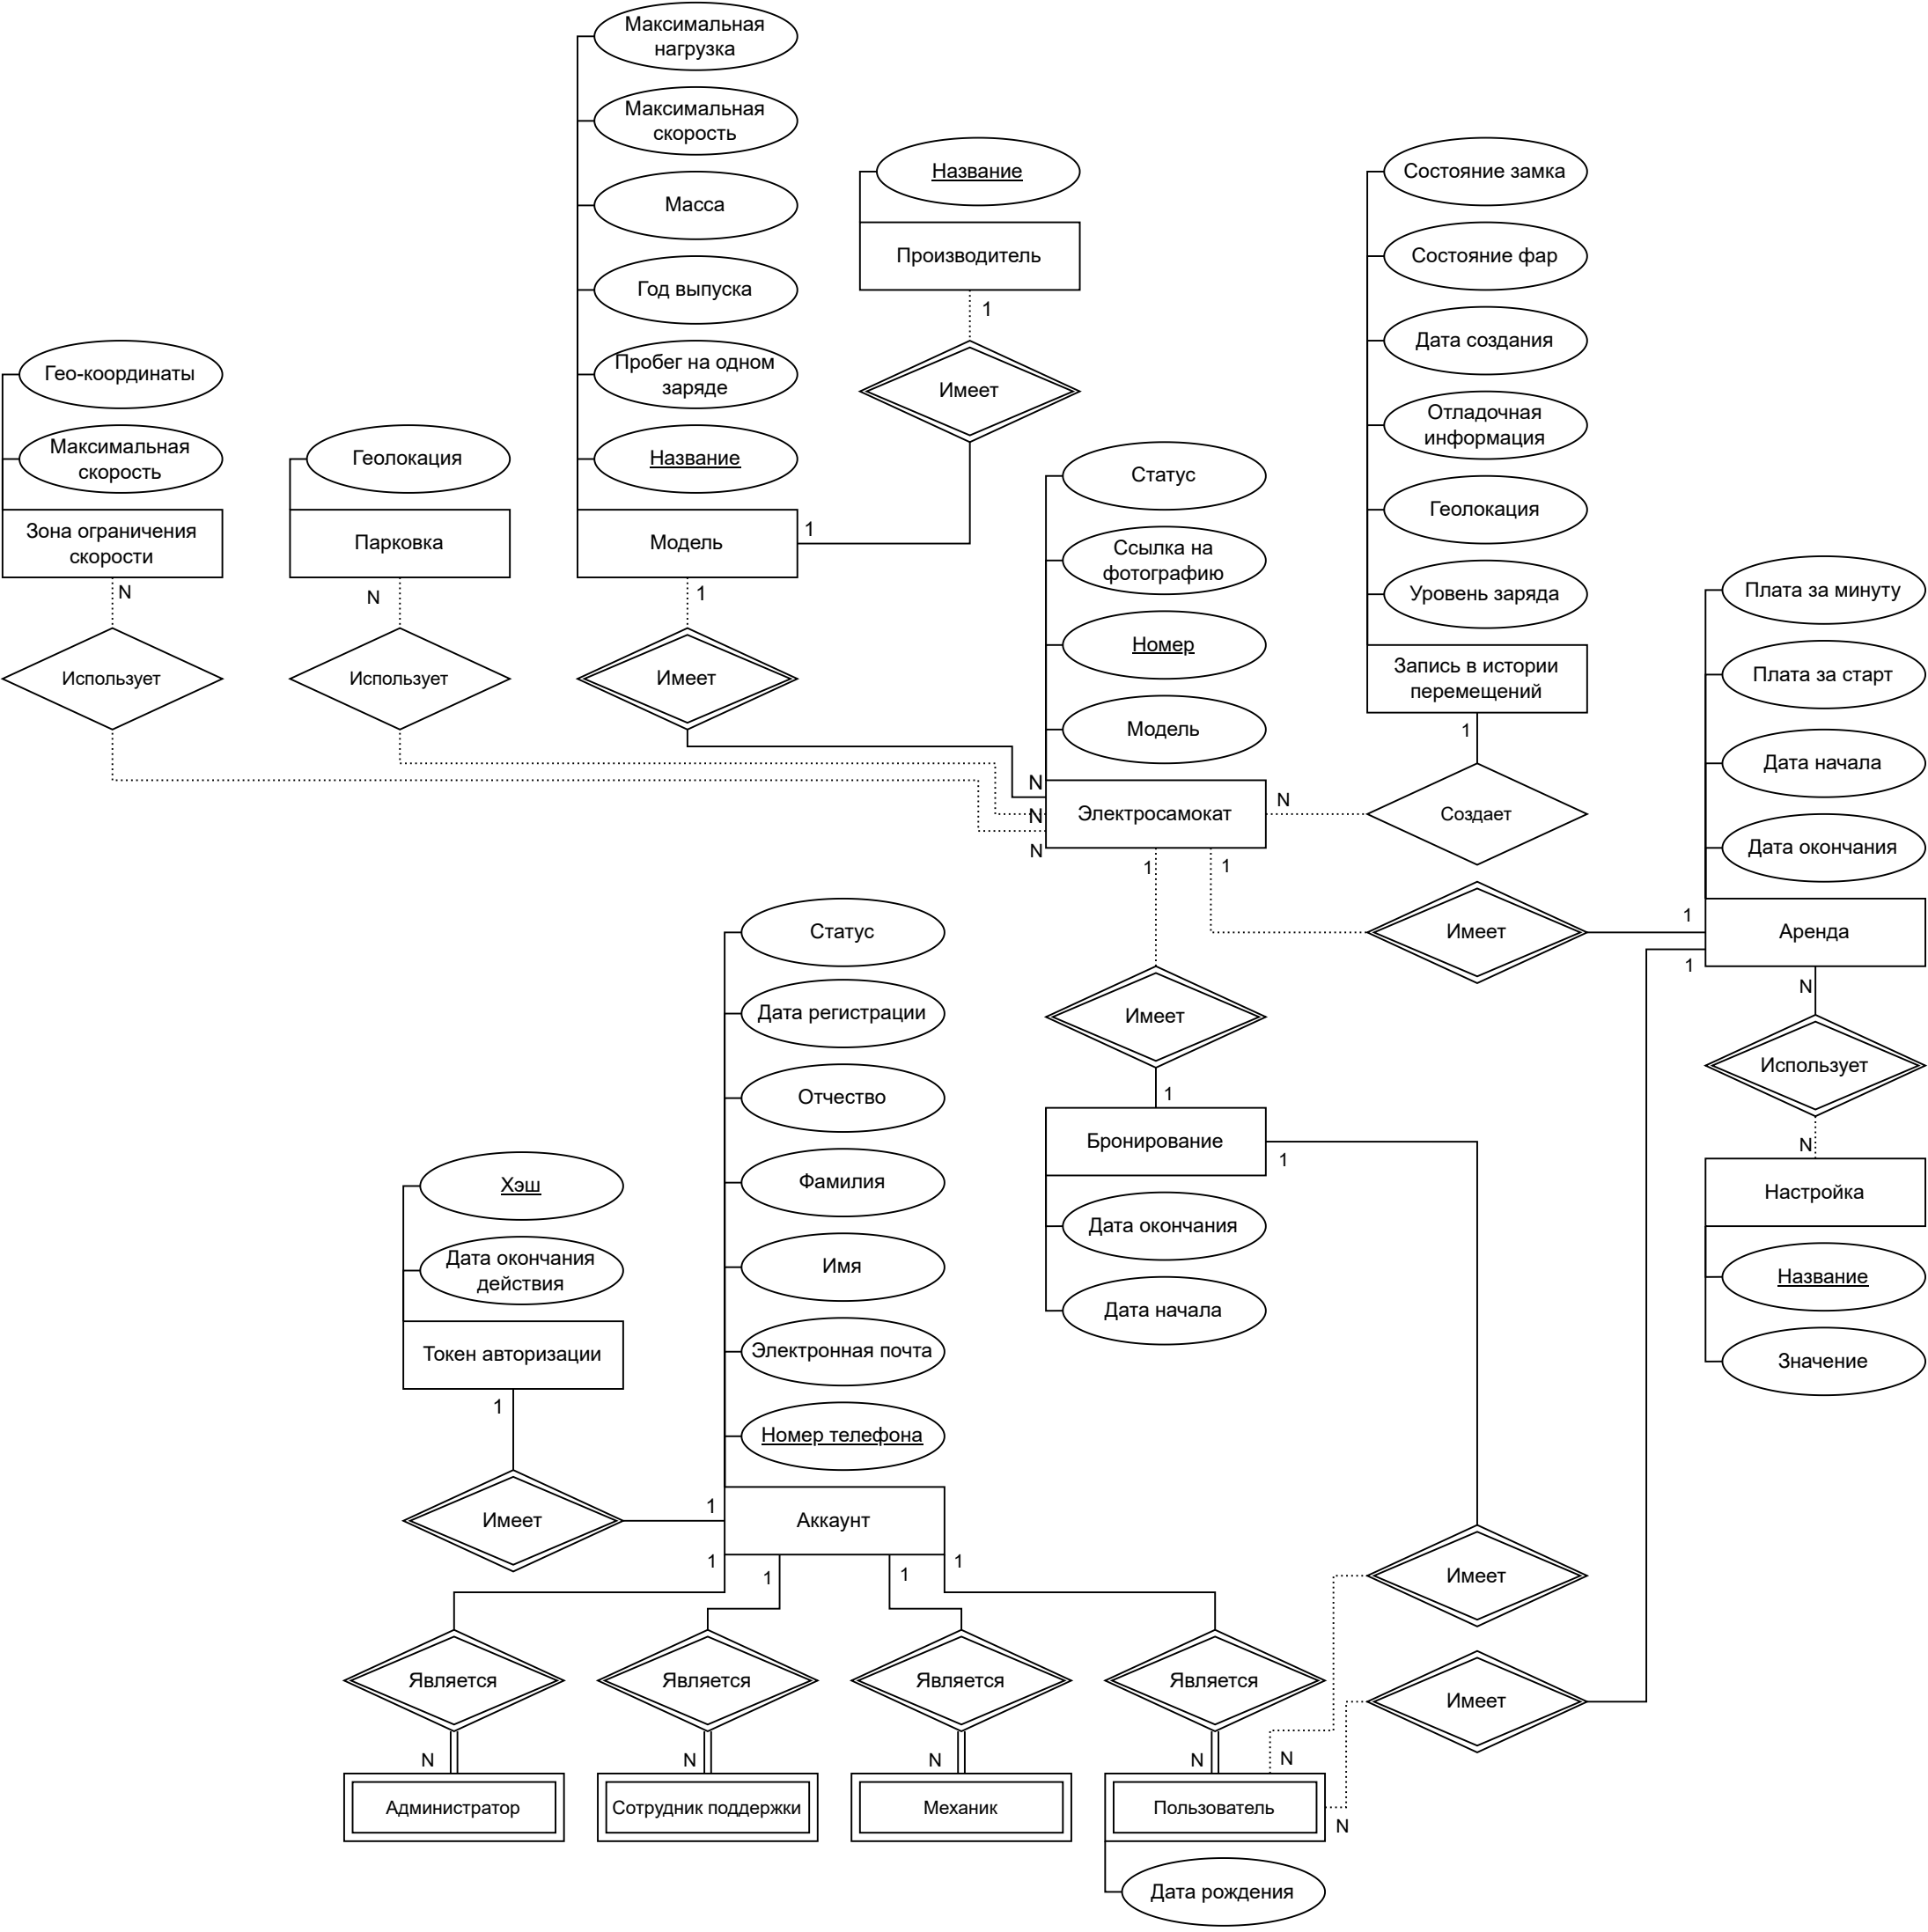 Максимальная
нагрузка
Максимальная
скорость
Масса
Год выпуска
Пробег на одном
заряде
Название
Модель
1
1
Название
Производитель
1
Имеет
Гео-координаты
Максимальная
скорость
Зона ограничения
скорости
N
Использует
Геолокация
Парковка
N
Использует
Имеет
Статус
Ссылка на
фотографию
Номер
Модель
N
N
N
Электросамокат
N
1
1
Состояние замка
Состояние фар
Дата создания
Отладочная
информация
Геолокация
Уровень заряда
Запись в истории
перемещений
1
Создает
Имеет
Плата за минуту
Плата за старт
Дата начала
Дата окончания
1
Аренда
1
N
Использует
N
Настройка
Название
Значение
Имеет
1
Бронирование
1
Дата окончания
Дата начала
Статус
Дата регистрации
Отчество
Фамилия
Имя
Электронная почта
Номер телефона
Хэш
Дата окончания
действия
Токен авторизации
1
Имеет
1
Аккаунт
1
1
1
1
Имеет
Имеет
Является
Является
Является
Является
N
N
N
N
N
N
Администратор
Сотрудник поддержки
Механик
Пользователь
Дата рождения